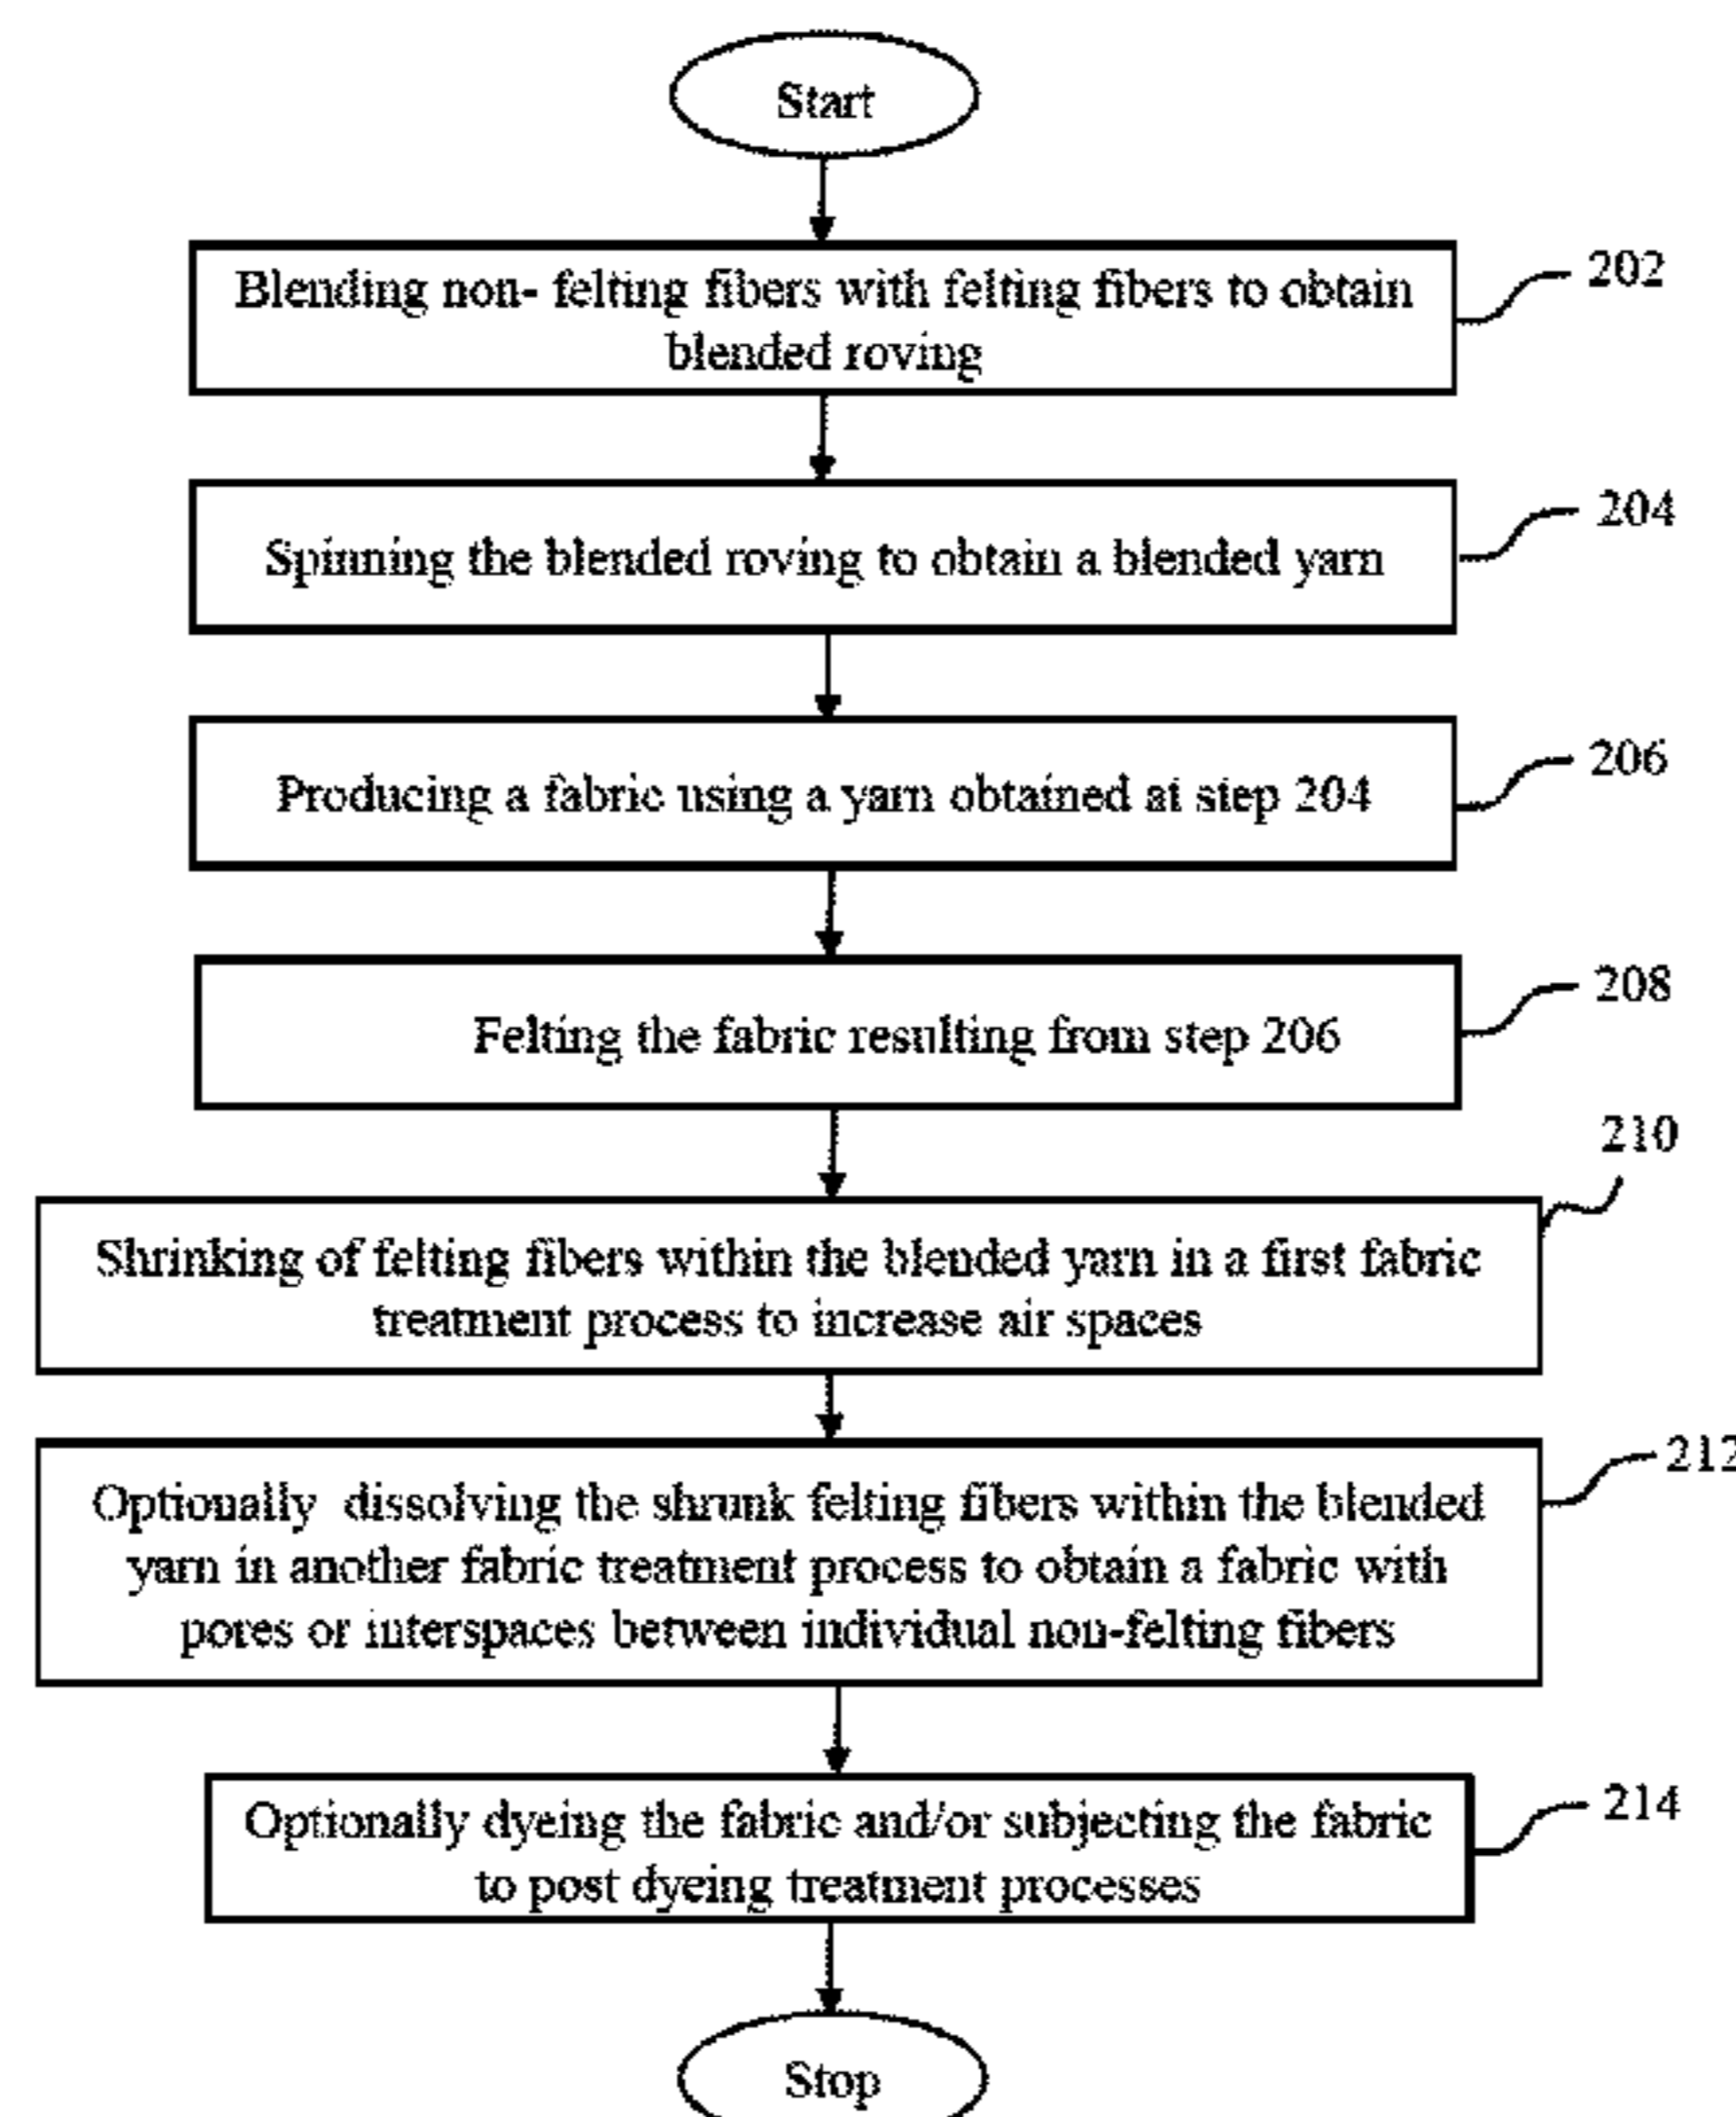 Start
Blending non- felting fibers with felting fibers to obtain
blended roving
202
Spinning the blended roving to obtain a blended yarn
204
Producing a fabric using a yarn obtained at step 204
206
Felting the fabric resulting from step 206
208
210
Shrinking of felting fibers within the blended yarn in a first fabric
treatment process to increase air spaces
212
Optionally dissolving the shrunk felting fibers within the blended
yarn in another fabric treatment process to obtain a fabric with
pores or interspaces between individual non-felting fibers
214
Optionally dyeing the fabric and/or subjecting the fabric
to post dyeing treatment processes
Stop